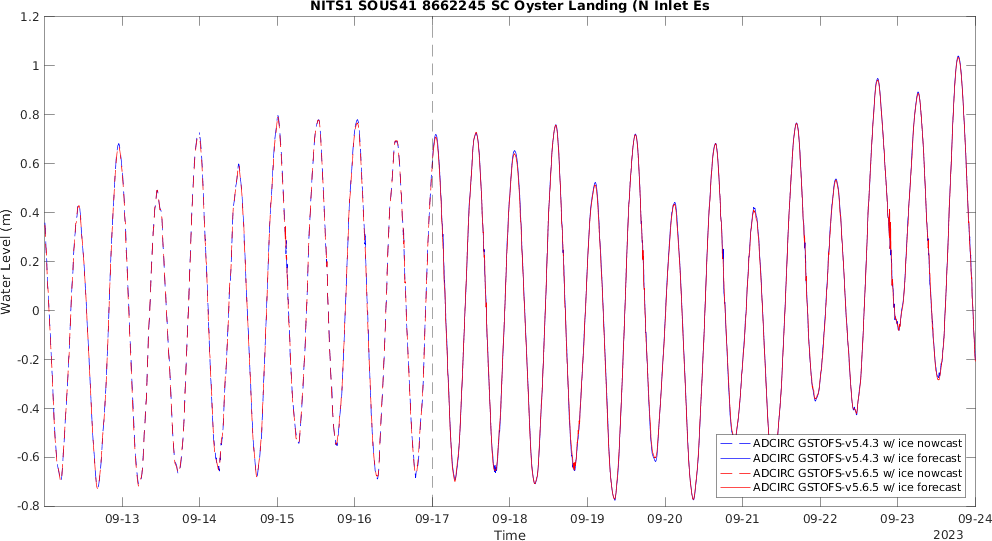 NITS1 SOUS41 8662245 SC Oyster Landing (N Inlet Es
1.2
1
0.8
0.6
0.4
0.2
0
-0.2
-0.4
-0.6
-0.8
Water Level (m)
ADCIRC GSTOFS-v5.4.3 w/ ice nowcast
ADCIRC GSTOFS-v5.4.3 w/ ice forecast
ADCIRC GSTOFS-v5.6.5 w/ ice nowcast
ADCIRC GSTOFS-v5.6.5 w/ ice forecast
09-13 09-14 09-15 09-16 09-17 09-18 09-19 09-20 09-21 09-22 09-23 09-24
Time
2023